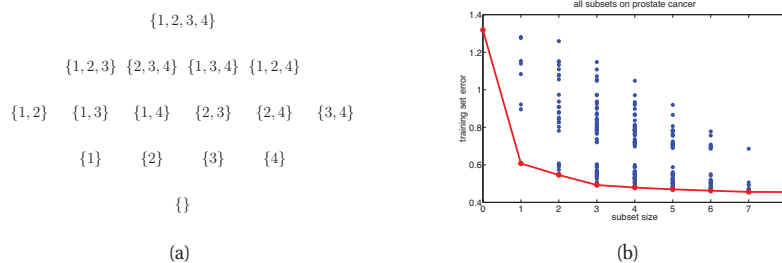 {1, 2, 3, 4}
{1, 2, 3} {2, 3, 4} {1, 3, 4} {1, 2, 4}
{1, 2} {1, 3} {1, 4} {2, 3} {2, 4} {3, 4}
{1} {2} {3} {4}
{}
(a)
all subsets on prostate cancer
1.4
1.2
1
0.8
0.6
0.4
training set error
0 1 2 3 4 5 6 7
subset size
(b)